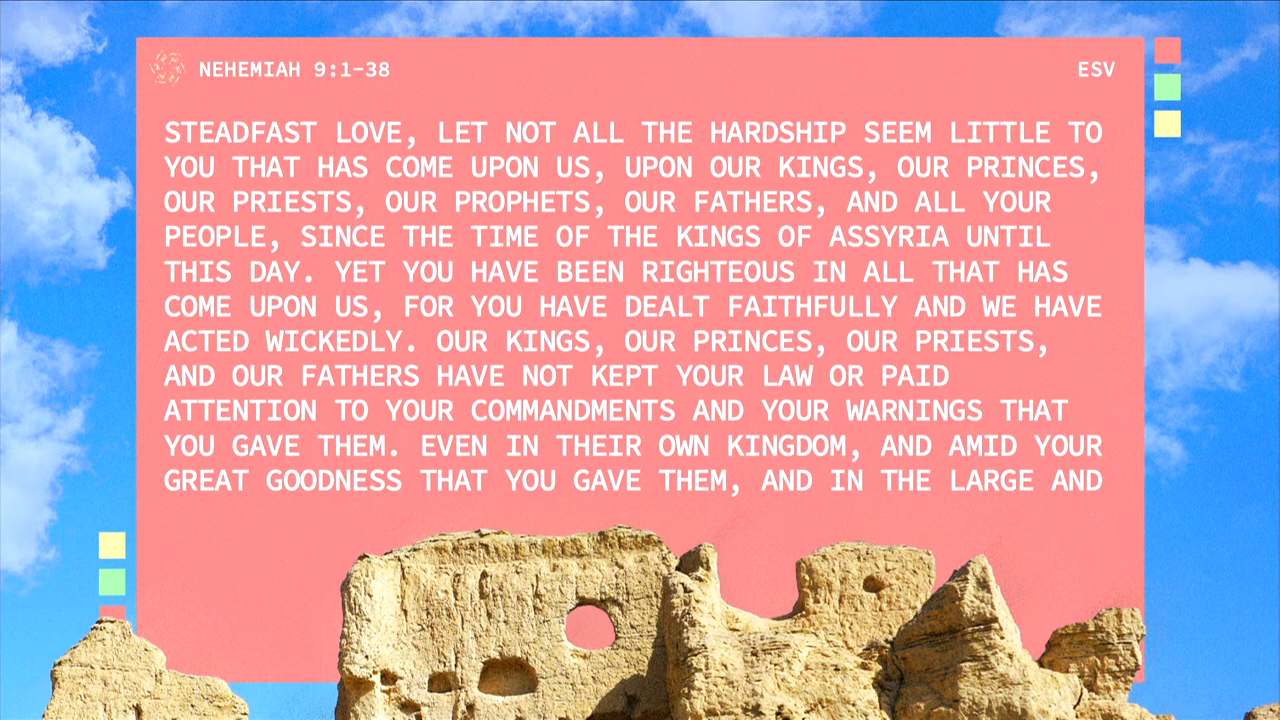 NEHEMIAH 9:1-38
ESV
STEADFAST LOVE, LET NOT ALL THE HARDSHIP SEEM LITTLE TO
YOU THAT HAS COME UPON US, UPON OUR KINGS, OUR PRINCES,
OUR PRIESTS, OUR PROPHETS, OUR FATHERS, AND ALL YOUR
PEOPLE, SINCE THE TIME OF THE KINGS OF ASSYRIA UNTIL
THIS DAY. YET YOU HAVE BEEN RIGHTEOUS IN ALL THAT HAS
COME UPON US, FOR YOU HAVE DEALT FAITHFULLY AND WE HAVE
ACTED WICKEDLY. OUR KINGS, OUR PRINCES, OUR PRIESTS,
AND OUR FATHERS HAVE NOT KEPT YOUR LAW OR PAID
ATTENTION TO YOUR COMMANDMENTS AND YOUR WARNINGS THAT
YOU GAVE THEM. EVEN IN THEIR OWN KINGDOM, AND AMID YOUR
GREAT GOODNESS THAT YOU GAVE THEM, AND IN THE LARGE AND